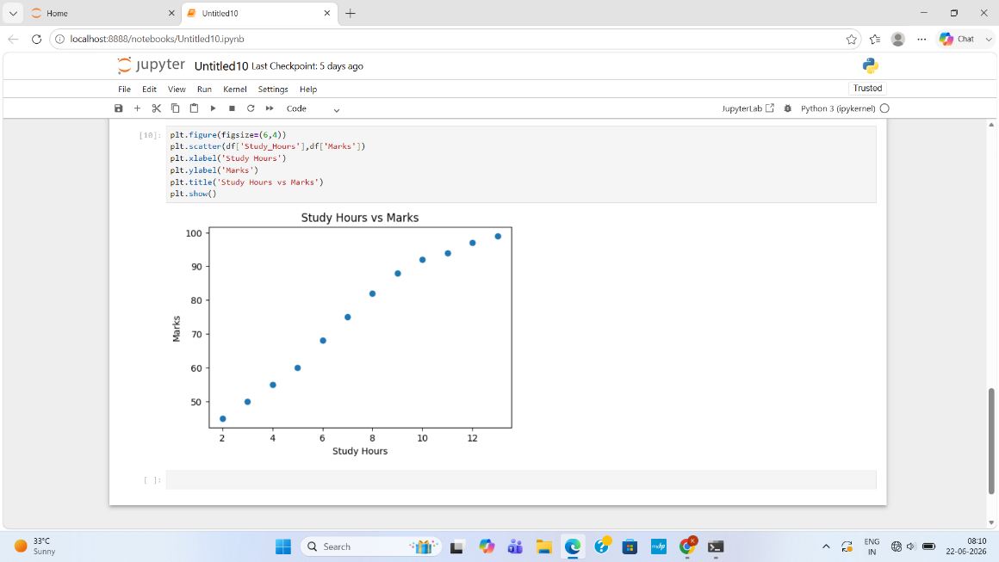 Home
Untitled10
localhost:8888/notebooks/Untitled10.ipynb
Chat
jupyter Untitled10 Last Checkpoint: 5 days ago
File Edit View Run Kernel Settings Help
Trusted
Code
JupyterLab
Python 3 (ipykernel)
[10]:
plt.figure(figsize=(6,4))
plt.scatter(df['Study_Hours'],df['Marks'])
plt.xlabel('Study Hours')
plt.ylabel('Marks')
plt.title('Study Hours vs Marks')
plt.show()
Study Hours vs Marks
100
90
80
70
60
50
Marks
2 4 6 8 10 12
Study Hours
[ ]:
33°C
Sunny
Search
K
ENG
IN
08:10
22-06-2026